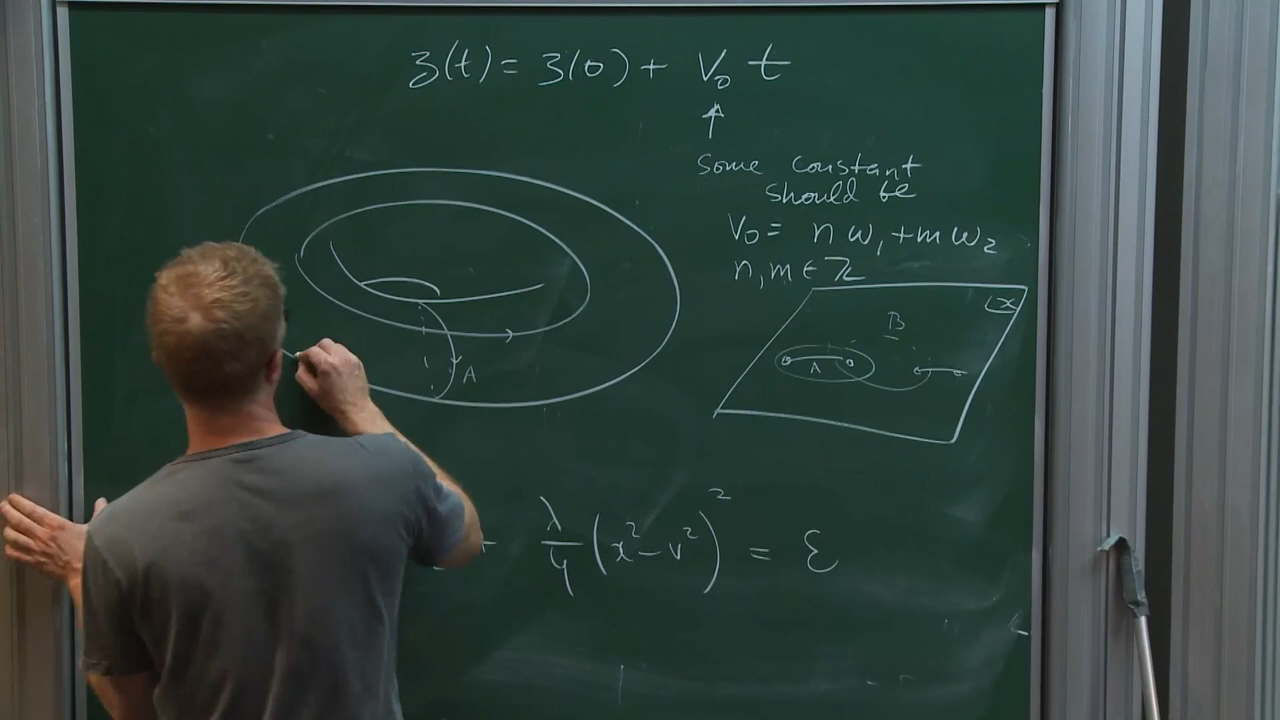 z(t) = z(0) + V₀ t
↑
Some constant
should be
V₀ = n ω₁ + m ω₂
n, m ∈ ℤ
(x
B
A
A
+ λ/4 (x² − v²)² = ℰ